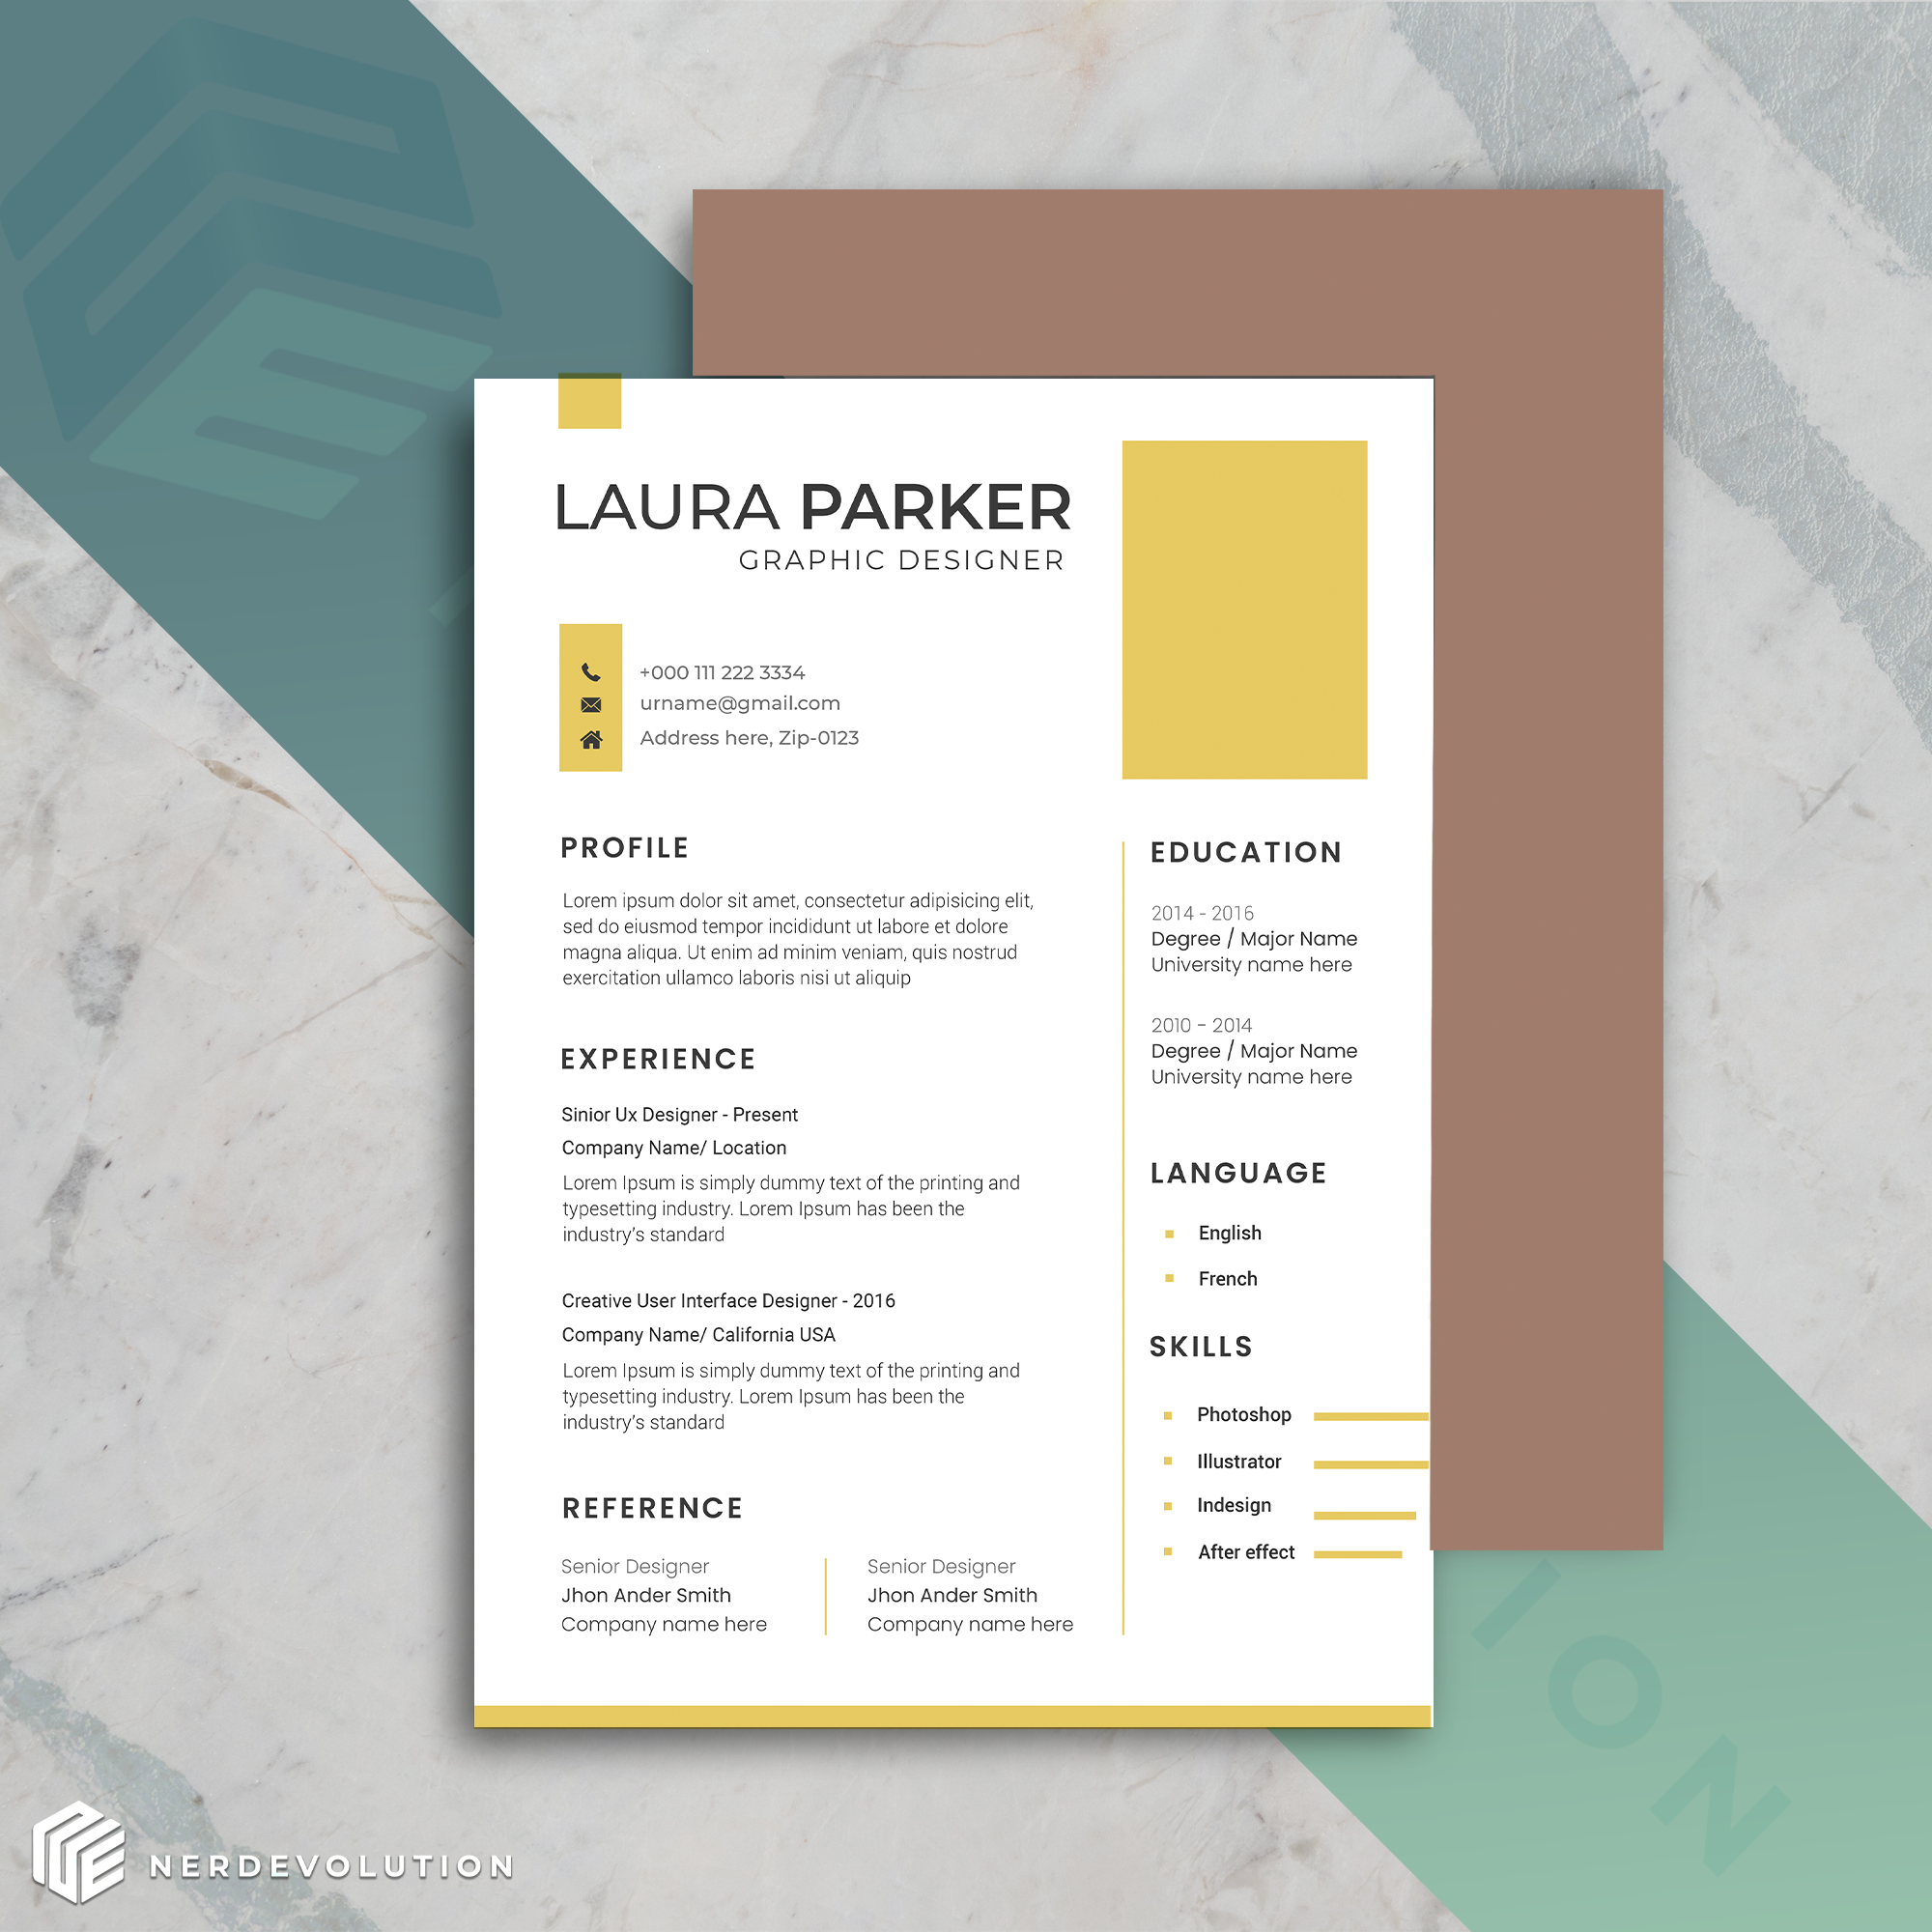 LAURA PARKER
GRAPHIC DESIGNER
+000 111 222 3334
urname@gmail.com
Address here, Zip-0123
PROFILE
Lorem ipsum dolor sit amet, consectetur adipisicing elit,
sed do eiusmod tempor incididunt ut labore et dolore
magna aliqua. Ut enim ad minim veniam, quis nostrud
exercitation ullamco laboris nisi ut aliquip
EXPERIENCE
Sinior Ux Designer - Present
Company Name/ Location
Lorem Ipsum is simply dummy text of the printing and
typesetting industry. Lorem Ipsum has been the
industry's standard
Creative User Interface Designer - 2016
Company Name/ California USA
Lorem Ipsum is simply dummy text of the printing and
typesetting industry. Lorem Ipsum has been the
industry's standard
REFERENCE
Senior Designer
Jhon Ander Smith
Company name here
Senior Designer
Jhon Ander Smith
Company name here
EDUCATION
2014 - 2016
Degree / Major Name
University name here
2010 - 2014
Degree / Major Name
University name here
LANGUAGE
English
French
SKILLS
Photoshop
Illustrator
Indesign
After effect
ION
NERDEVOLUTION